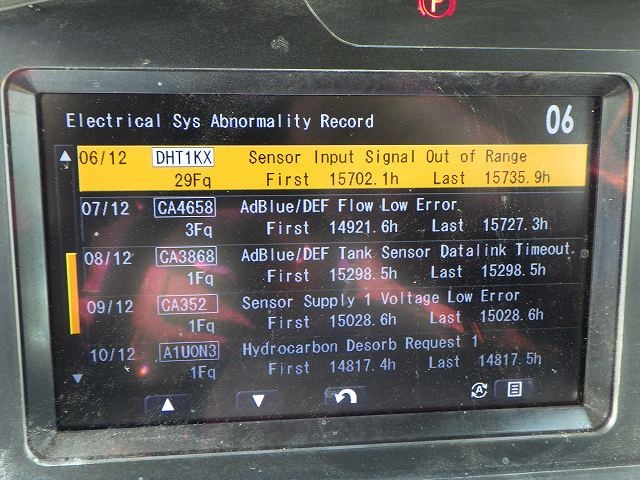 P
Electrical Sys Abnormality Record 06
06/12 DHT1KX Sensor Input Signal Out of Range
29Fq First 15702.1h Last 15735.9h
07/12 CA4658 AdBlue/DEF Flow Low Error
3Fq First 14921.6h Last 15727.3h
08/12 CA3868 AdBlue/DEF Tank Sensor Datalink Timeout
1Fq First 15298.5h Last 15298.5h
09/12 CA352 Sensor Supply 1 Voltage Low Error
1Fq First 15028.6h Last 15028.6h
10/12 A1U0N3 Hydrocarbon Desorb Request 1
1Fq First 14817.4h Last 14817.5h
A